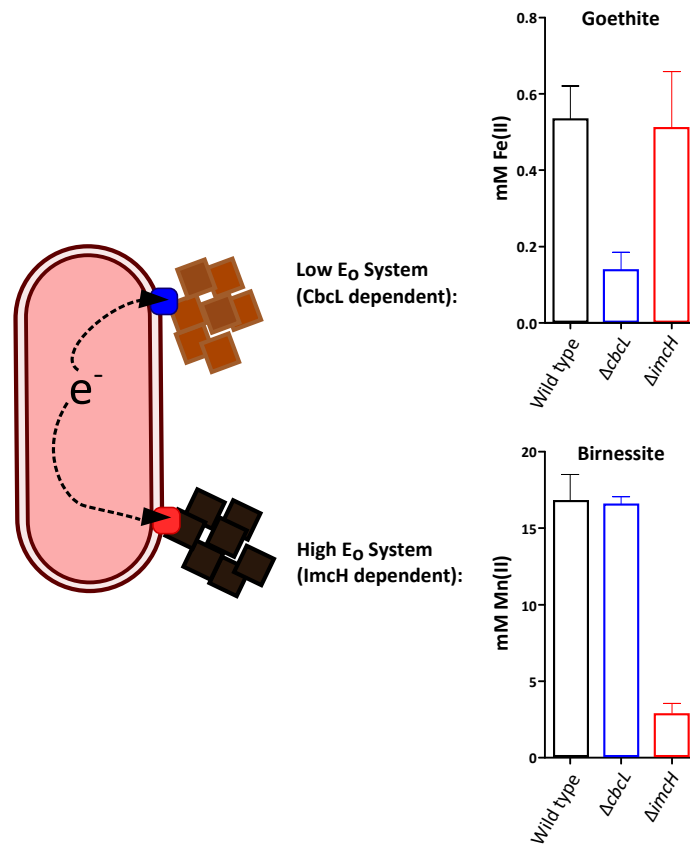 Goethite
mM Fe(II)
0.8
0.6
0.4
0.2
0.0
Wild type
ΔcbcL
ΔimcH
Low EO System
(CbcL dependent):
e-
Birnessite
mM Mn(II)
20
15
10
5
0
Wild type
ΔcbcL
ΔimcH
High EO System
(ImcH dependent):